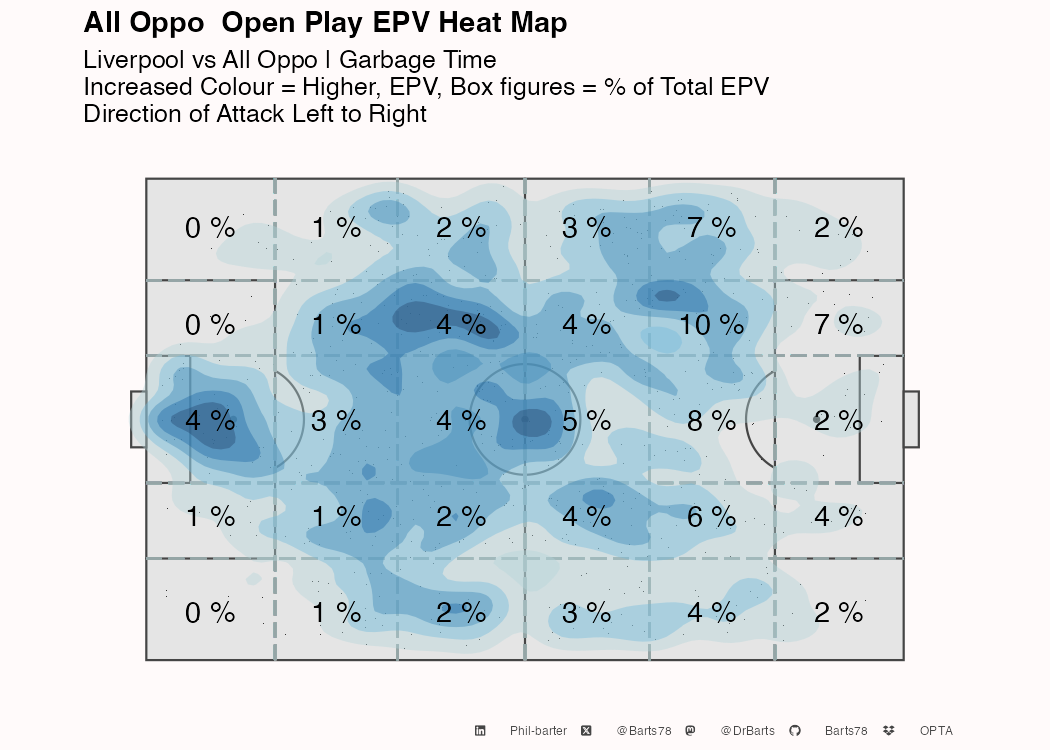 All Oppo  Open Play EPV Heat Map
Liverpool vs All Oppo | Garbage Time
Increased Colour = Higher, EPV, Box figures = % of Total EPV
Direction of Attack Left to Right
0 % 1 % 2 % 3 % 7 % 2 %
0 % 1 % 4 % 4 % 10 % 7 %
4 % 3 % 4 % 5 % 8 % 2 %
1 % 1 % 2 % 4 % 6 % 4 %
0 % 1 % 2 % 3 % 4 % 2 %
Phil-barter @Barts78 @DrBarts Barts78 OPTA